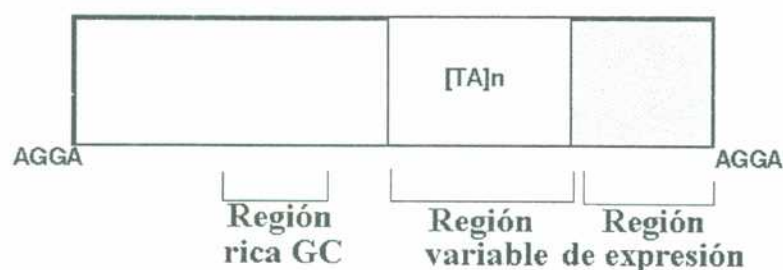 [TA]n
AGGA AGGA
Región Región Región
rica GC variable de expresión